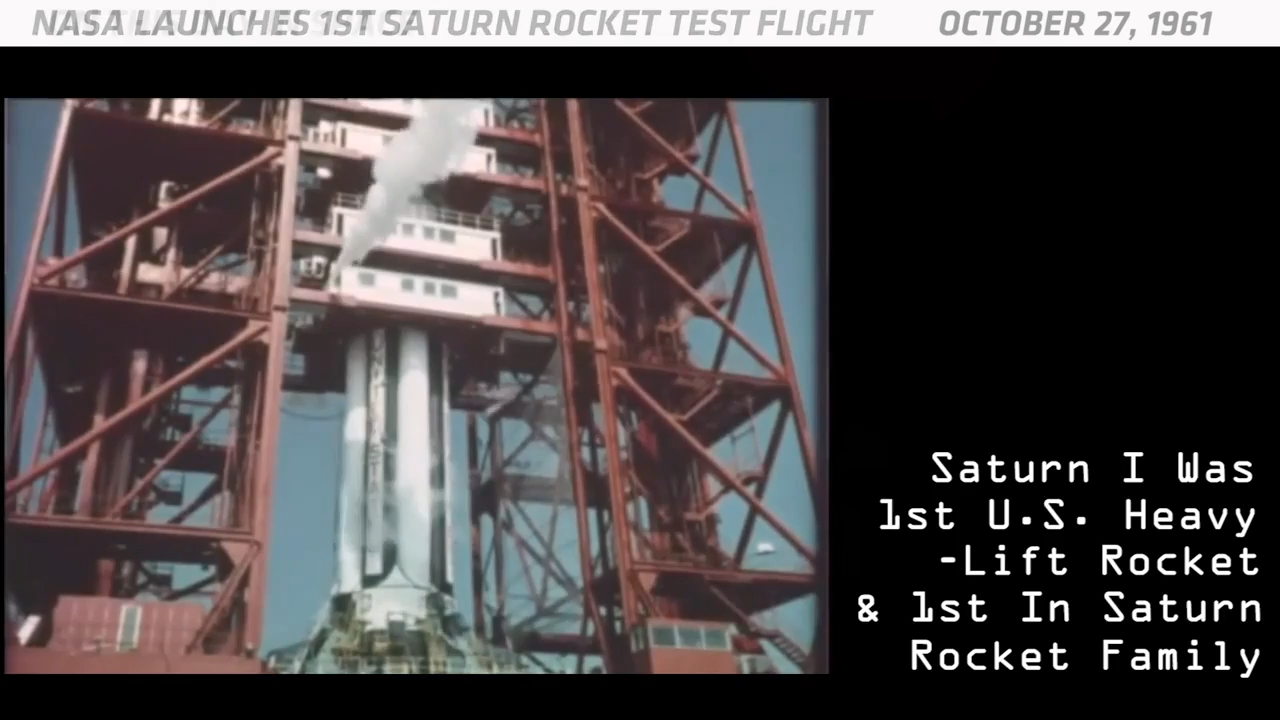 NASA LAUNCHES 1ST SATURN ROCKET TEST FLIGHT OCTOBER 27, 1961
Saturn I Was
1st U.S. Heavy
-Lift Rocket
& 1st In Saturn
Rocket Family